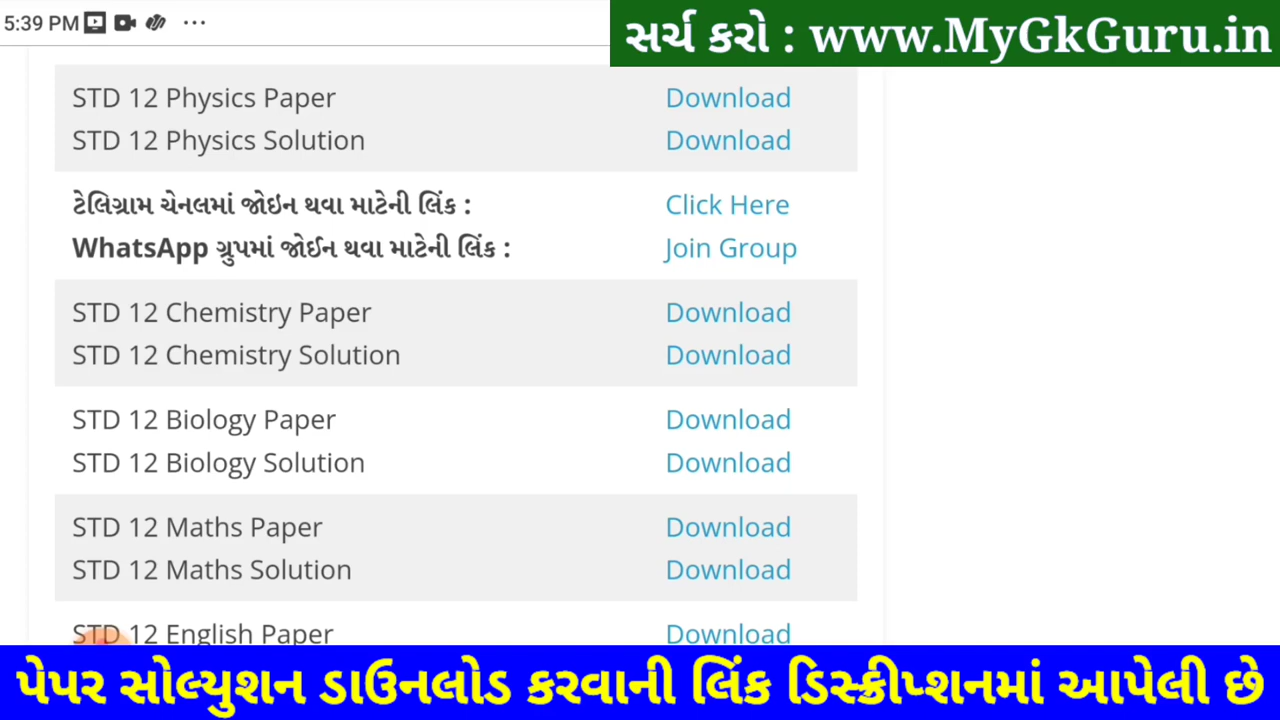 5:39 PM ...
સર્ચ કરો : www.MyGkGuru.in
STD 12 Physics Paper Download
STD 12 Physics Solution Download
ટેલિગ્રામ ચેનલમાં જોઇન થવા માટેની લિંક : Click Here
WhatsApp ગ્રુપમાં જોઈન થવા માટેની લિંક : Join Group
STD 12 Chemistry Paper Download
STD 12 Chemistry Solution Download
STD 12 Biology Paper Download
STD 12 Biology Solution Download
STD 12 Maths Paper Download
STD 12 Maths Solution Download
STD 12 English Paper Download
પેપર સોલ્યુશન ડાઉનલોડ કરવાની લિંક ડિસ્ક્રીપ્શનમાં આપેલી છે